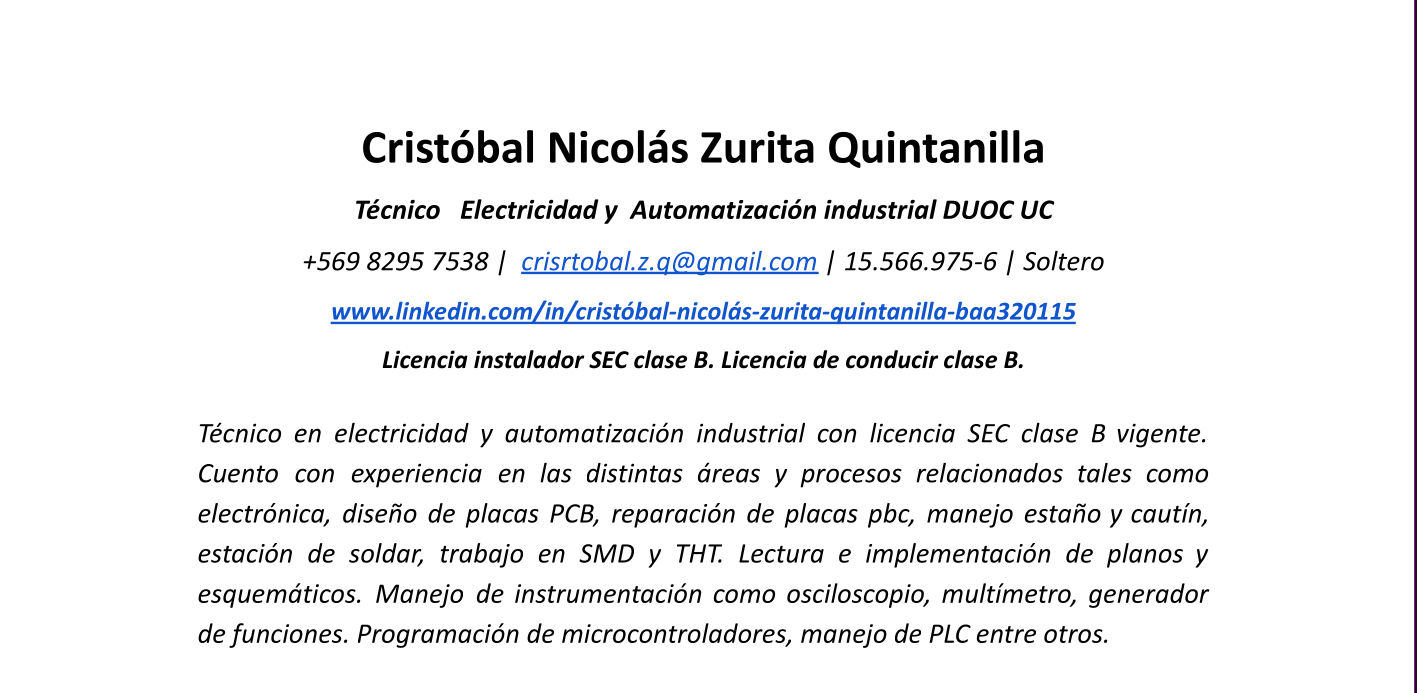 Cristóbal Nicolás Zurita Quintanilla
Técnico Electricidad y Automatización industrial DUOC UC
+569 8295 7538 | crisrtobal.z.q@gmail.com | 15.566.975-6 | Soltero
www.linkedin.com/in/cristóbal-nicolás-zurita-quintanilla-baa320115
Licencia instalador SEC clase B. Licencia de conducir clase B.
Técnico en electricidad y automatización industrial con licencia SEC clase B vigente.
Cuento con experiencia en las distintas áreas y procesos relacionados tales como
electrónica, diseño de placas PCB, reparación de placas pbc, manejo estaño y cautín,
estación de soldar, trabajo en SMD y THT. Lectura e implementación de planos y
esquemáticos. Manejo de instrumentación como osciloscopio, multímetro, generador
de funciones. Programación de microcontroladores, manejo de PLC entre otros.